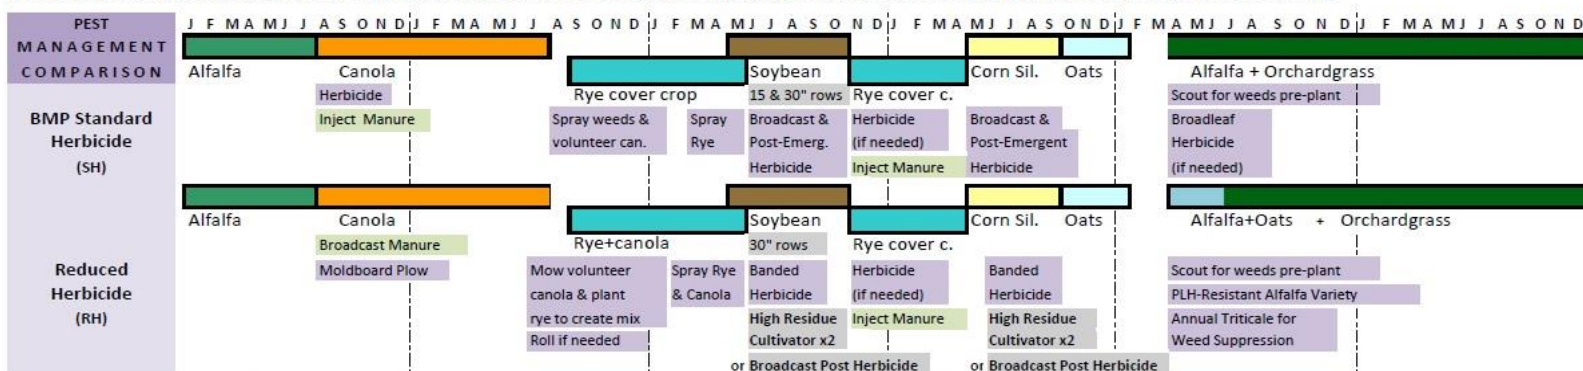 PEST J F M A M J J A S O N D J F M A M J J A S O N D J F M A M J J A S O N D J F M A M J J A S O N D J F M A M J J A S O N D J F M A M J J A S O N D
MANAGEMENT
COMPARISON Alfalfa Canola Soybean Corn Sil. Oats Alfalfa + Orchardgrass
Herbicide Rye cover crop 15 & 30" rows Rye cover c. Scout for weeds pre-plant
BMP Standard Inject Manure Spray weeds & Spray Broadcast & Herbicide Broadcast & Broadleaf
Herbicide volunteer can. Rye Post-Emerg. (if needed) Post-Emergent Herbicide
(SH) Herbicide Inject Manure Herbicide (if needed)
Alfalfa Canola Soybean Corn Sil. Oats Alfalfa+Oats + Orchardgrass
Broadcast Manure Rye+canola 30" rows Rye cover c.
Reduced Moldboard Plow Mow volunteer Spray Rye Banded Herbicide Banded Scout for weeds pre-plant
Herbicide canola & plant & Canola Herbicide (if needed) Herbicide PLH-Resistant Alfalfa Variety
(RH) rye to create mix High Residue Inject Manure High Residue Annual Triticale for
Roll if needed Cultivator x2 Cultivator x2 Weed Suppression
or Broadcast Post Herbicide or Broadcast Post Herbicide